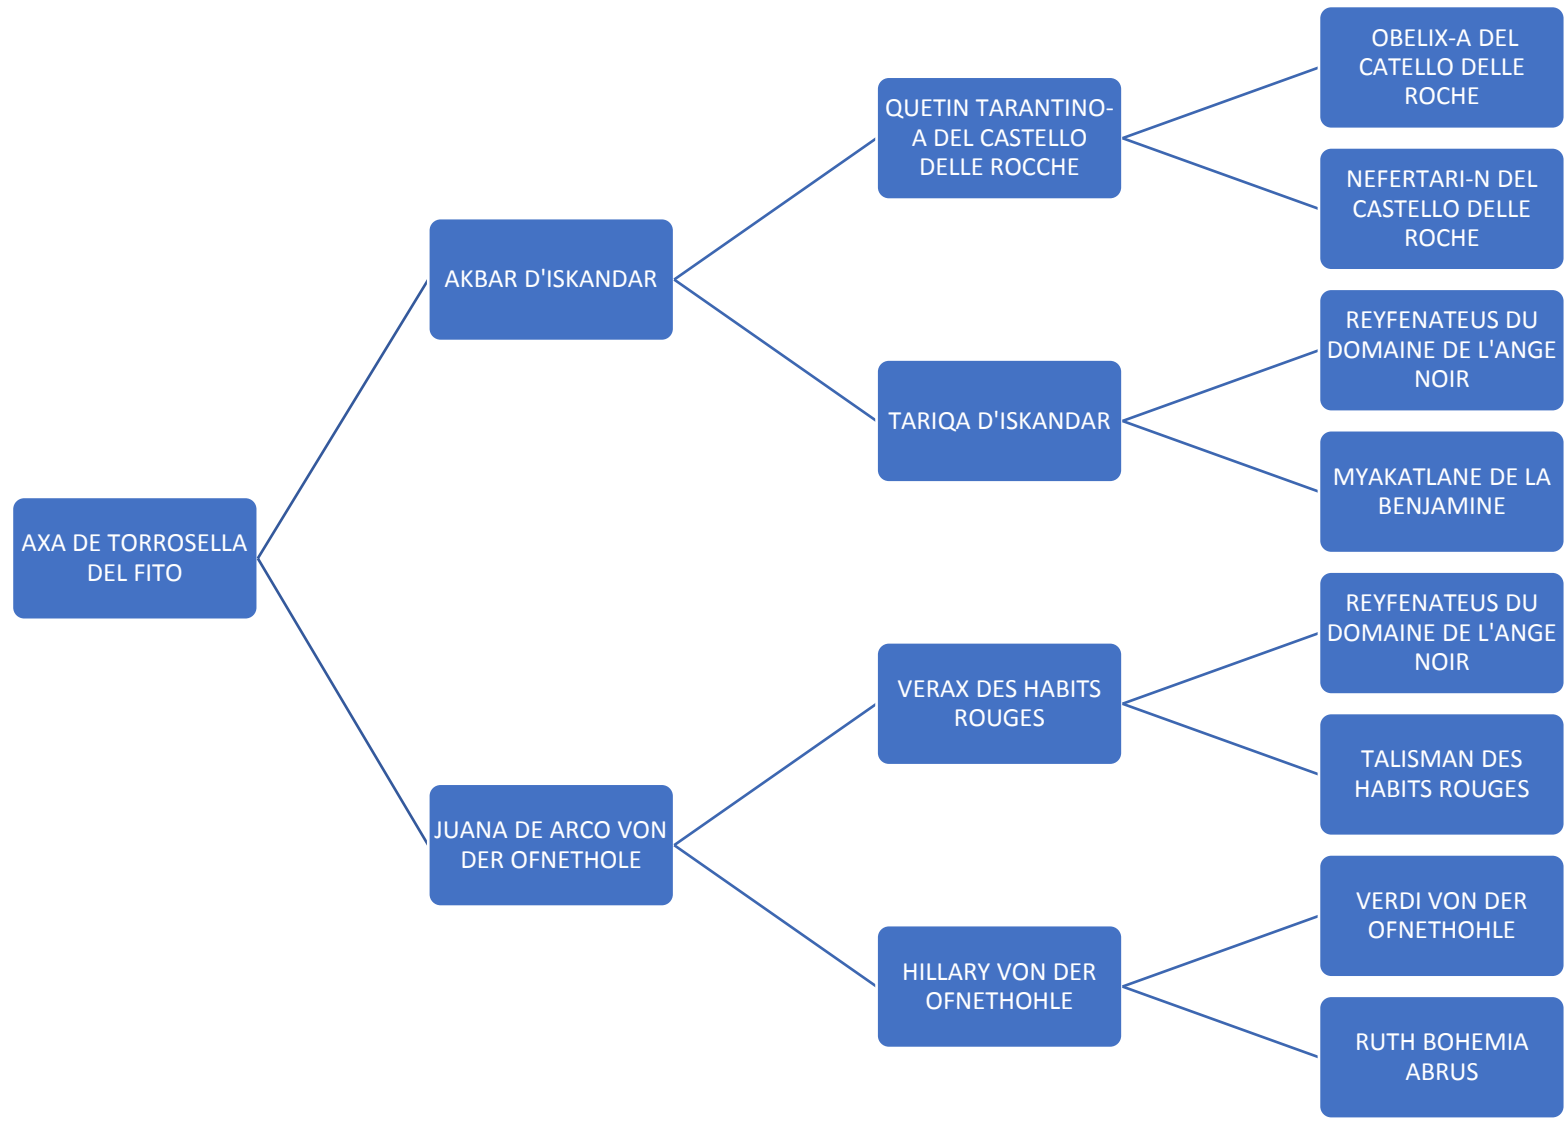 AXA DE TORROSELLA
DEL FITO
AKBAR D'ISKANDAR
JUANA DE ARCO VON
DER OFNETHOLE
QUETIN TARANTINO-
A DEL CASTELLO
DELLE ROCCHE
TARIQA D'ISKANDAR
VERAX DES HABITS
ROUGES
HILLARY VON DER
OFNETHOHLE
OBELIX-A DEL
CATELLO DELLE
ROCHE
NEFERTARI-N DEL
CASTELLO DELLE
ROCHE
REYFENATEUS DU
DOMAINE DE L'ANGE
NOIR
MYAKATLANE DE LA
BENJAMINE
REYFENATEUS DU
DOMAINE DE L'ANGE
NOIR
TALISMAN DES
HABITS ROUGES
VERDI VON DER
OFNETHOHLE
RUTH BOHEMIA
ABRUS